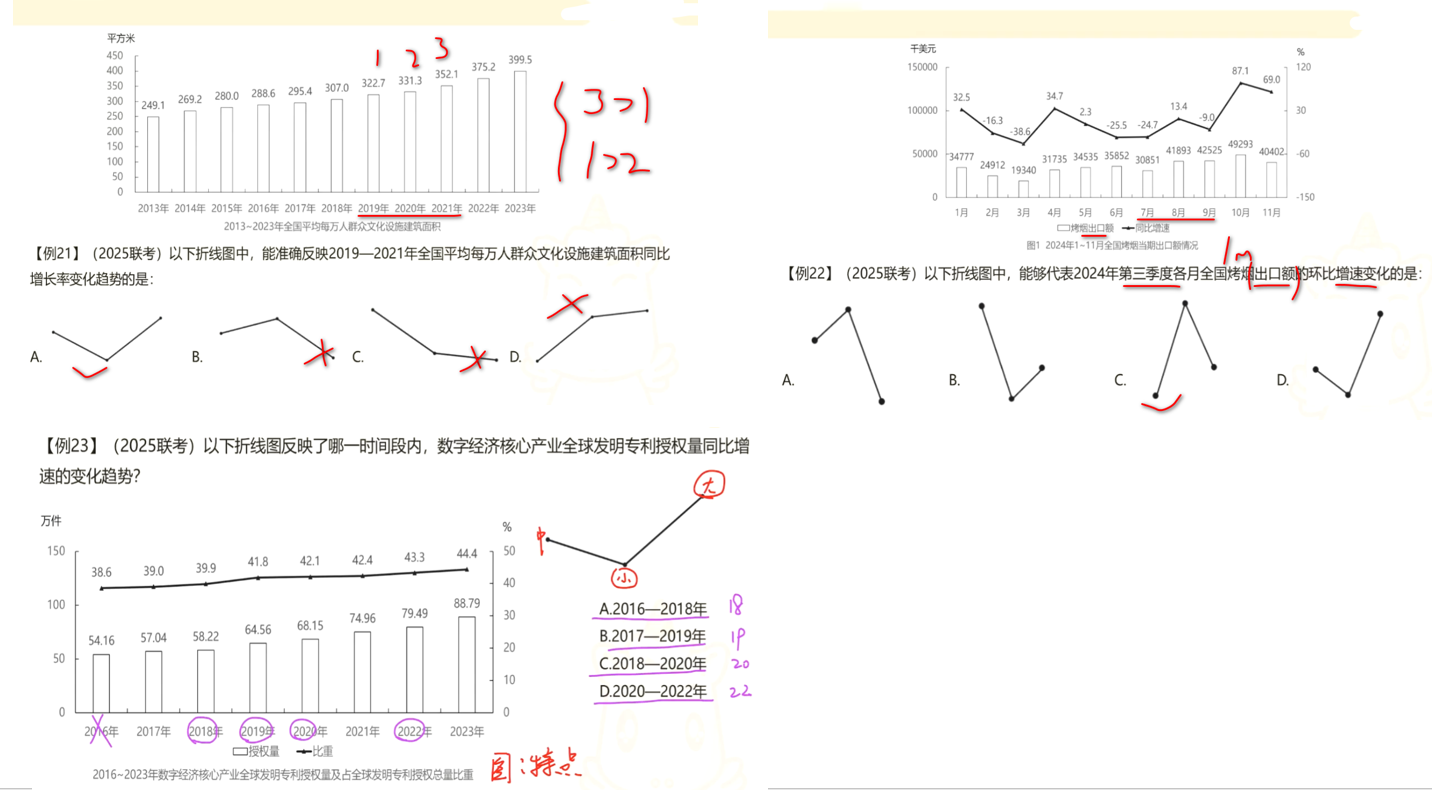 平方米
450
400
350
300
250
200
150
100
50
0
249.1 269.2 280.0 288.6 295.4 307.0 322.7 331.3 352.1 375.2 399.5
1 2 3
3>1
1>2
2013年 2014年 2015年 2016年 2017年 2018年 2019年 2020年 2021年 2022年 2023年
2013~2023年全国平均每万人群众文化设施建筑面积
【例21】（2025联考）以下折线图中，能准确反映2019—2021年全国平均每万人群众文化设施建筑面积同比
增长率变化趋势的是：
A. B. C. D.
千美元 %
150000
100000
50000
0
120
30
-60
-150
32.5 -16.3 -38.6 34.7 2.3 -25.5 -24.7 13.4 -9.0 87.1 69.0
34777 24912 19340 31735 34535 35852 30851 41893 42525 49293 40402
1月 2月 3月 4月 5月 6月 7月 8月 9月 10月 11月
烤烟出口额 同比增速
图1 2024年1~11月全国烤烟当期出口额情况
【例22】（2025联考）以下折线图中，能够代表2024年第三季度各月全国烤烟出口额的环比增速变化的是：
A. B. C. D.
【例23】（2025联考）以下折线图反映了哪一时间段内，数字经济核心产业全球发明专利授权量同比增
速的变化趋势？
万件 %
150
100
50
0
50
40
30
20
10
0
38.6 39.0 39.9 41.8 42.1 42.4 43.3 44.4
54.16 57.04 58.22 64.56 68.15 74.96 79.49 88.79
2016年 2017年 2018年 2019年 2020年 2021年 2022年 2023年
授权量 比重
2016~2023年数字经济核心产业全球发明专利授权量及占全球发明专利授权总量比重
中 小 大
A.2016—2018年 18
B.2017—2019年 19
C.2018—2020年 20
D.2020—2022年 22
图：特点